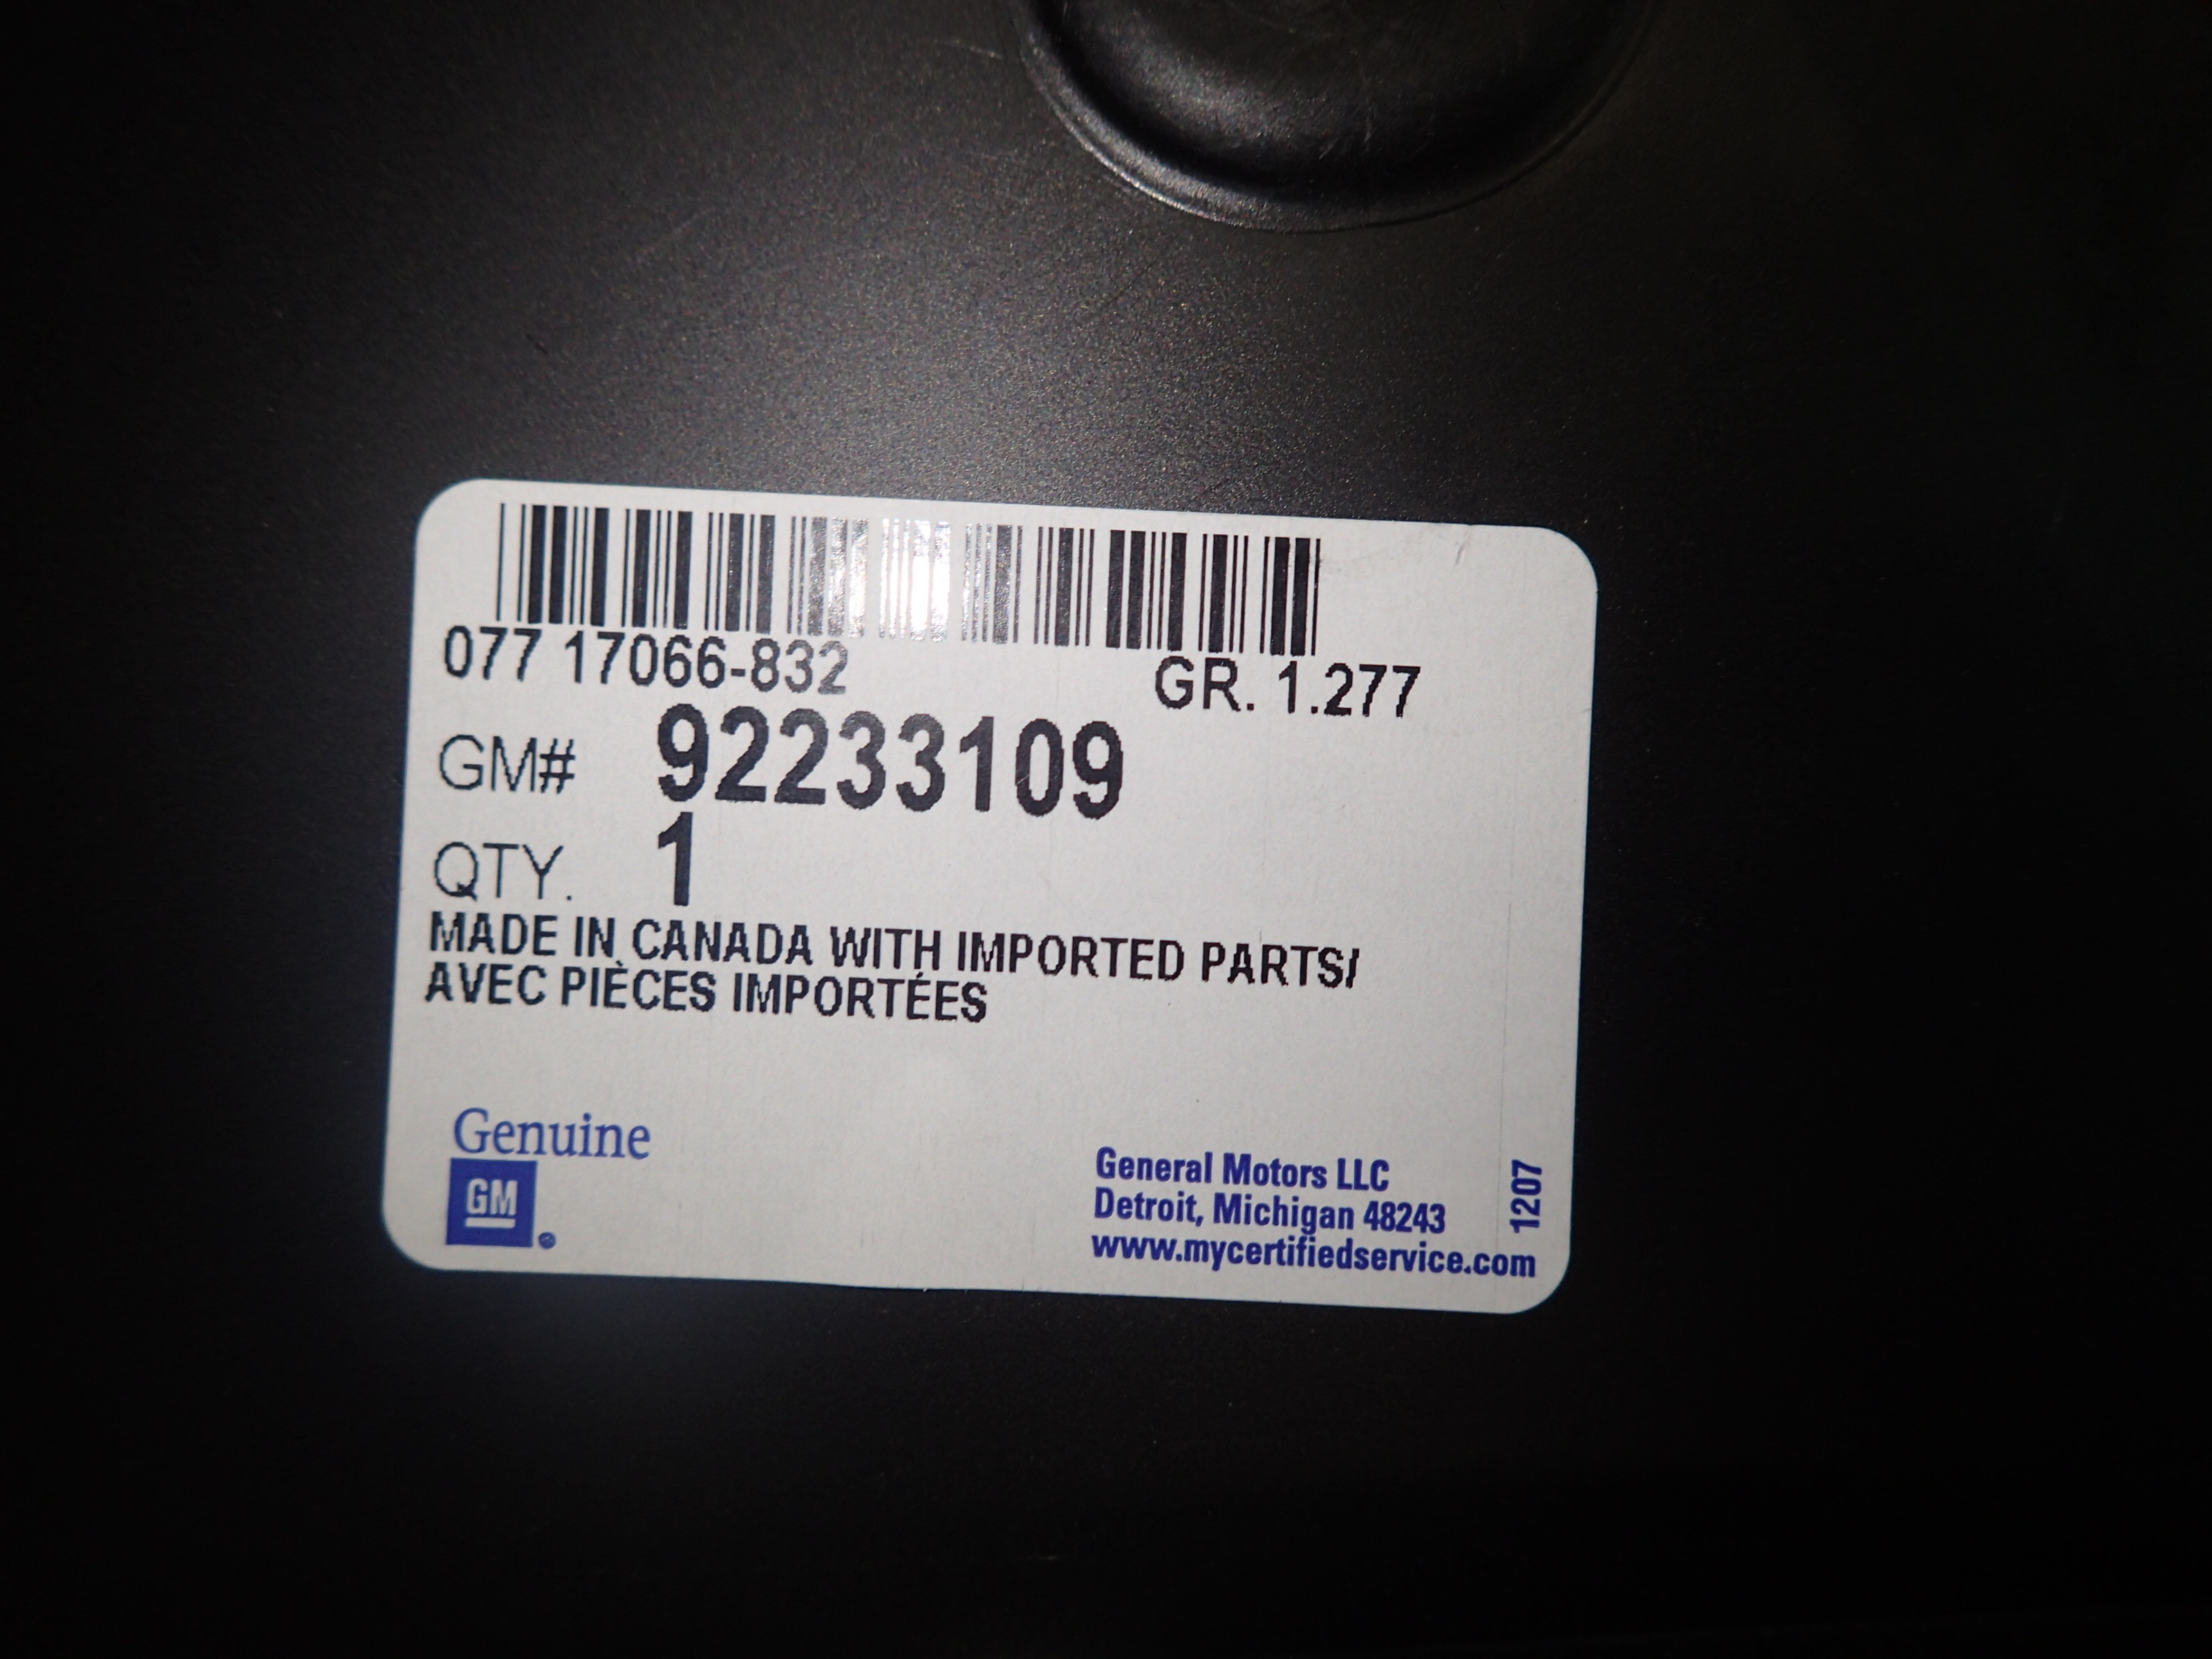 077 17066-832
GR. 1.277
GM# 92233109
QTY. 1
MADE IN CANADA WITH IMPORTED PARTS/
AVEC PIÈCES IMPORTÉES
Genuine
GM
General Motors LLC
Detroit, Michigan 48243
www.mycertifiedservice.com
1207